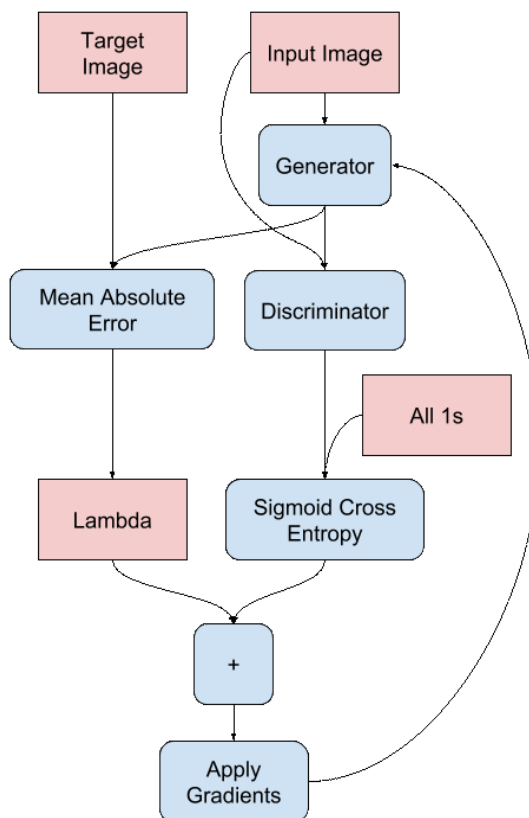 Target
Image
Input Image
Generator
Mean Absolute
Error
Discriminator
All 1s
Lambda
Sigmoid Cross
Entropy
+
Apply
Gradients